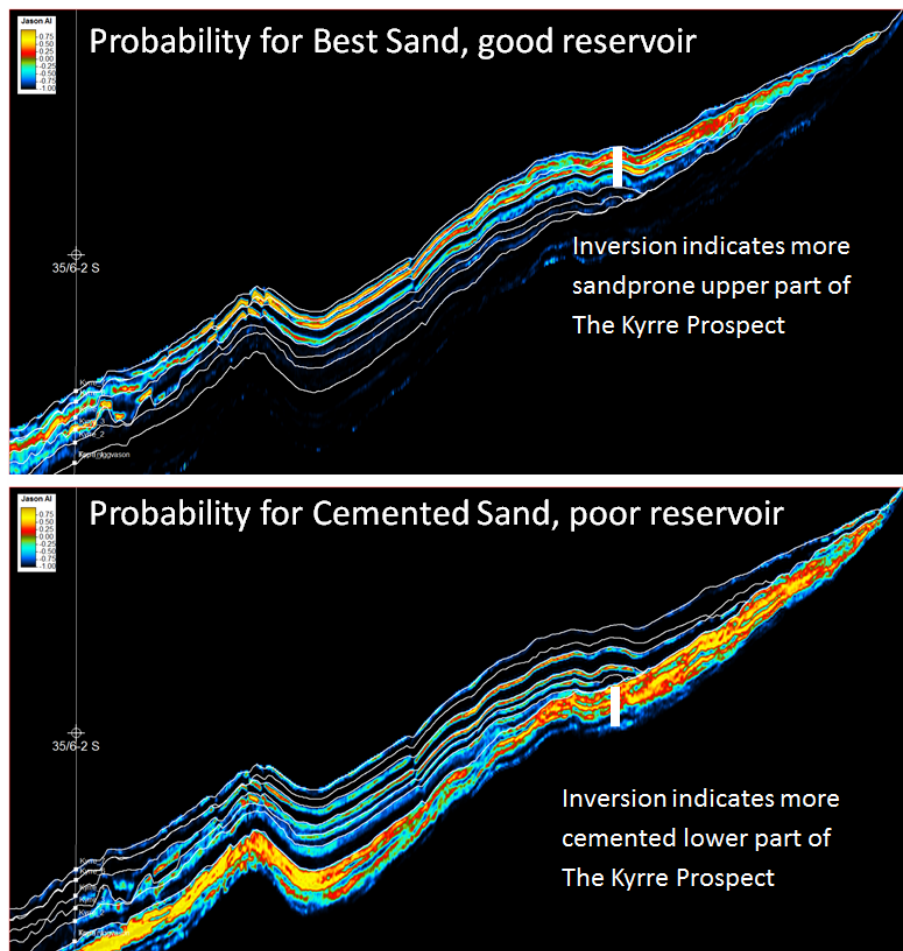 Jason AI
0.75
0.50
0.25
0.00
-0.25
-0.50
-0.75
-1.00
Probability for Best Sand, good reservoir
Inversion indicates more
sandprone upper part of
The Kyrre Prospect
35/6-2 S
Kyrre_2
Jason AI
0.75
0.50
0.25
0.00
-0.25
-0.50
-0.75
-1.00
Probability for Cemented Sand, poor reservoir
35/6-2 S
Inversion indicates more
cemented lower part of
The Kyrre Prospect